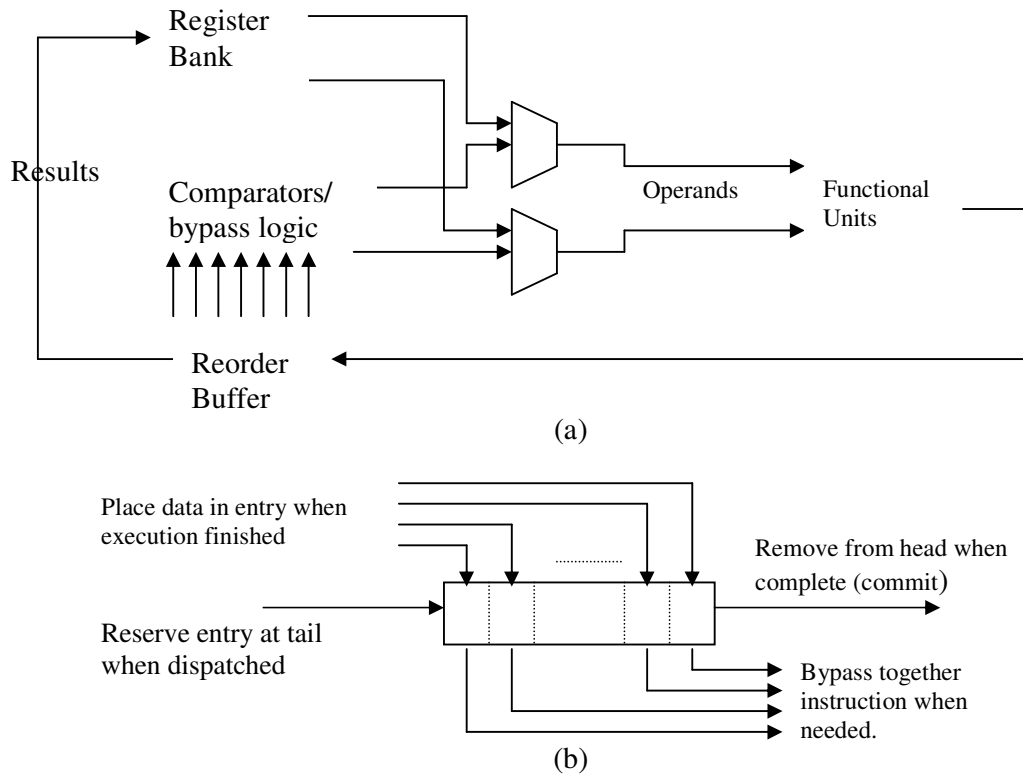 Register
Bank
Results
Comparators/
bypass logic
Operands
Functional
Units
Reorder
Buffer
(a)
Place data in entry when
execution finished
Remove from head when
complete (commit)
Reserve entry at tail
when dispatched
Bypass together
instruction when
needed.
(b)